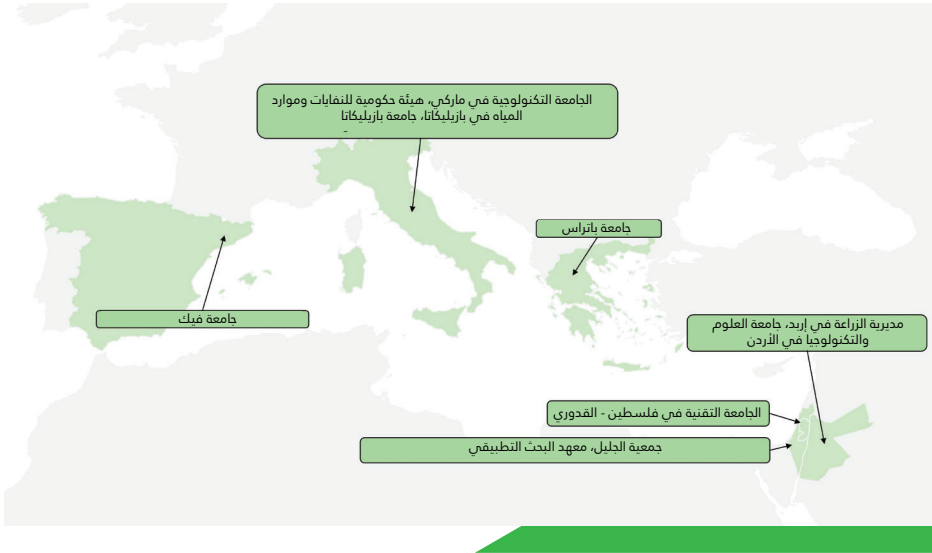 الجامعة التكنولوجية في ماركي، هيئة حكومية للنفايات وموارد
المياه في بازيليكاتا، جامعة بازيليكاتا
جامعة باتراس
جامعة فيك
مديرية الزراعة في إربد، جامعة العلوم
والتكنولوجيا في الأردن
الجامعة التقنية في فلسطين - القدوري
جمعية الجليل، معهد البحث التطبيقي